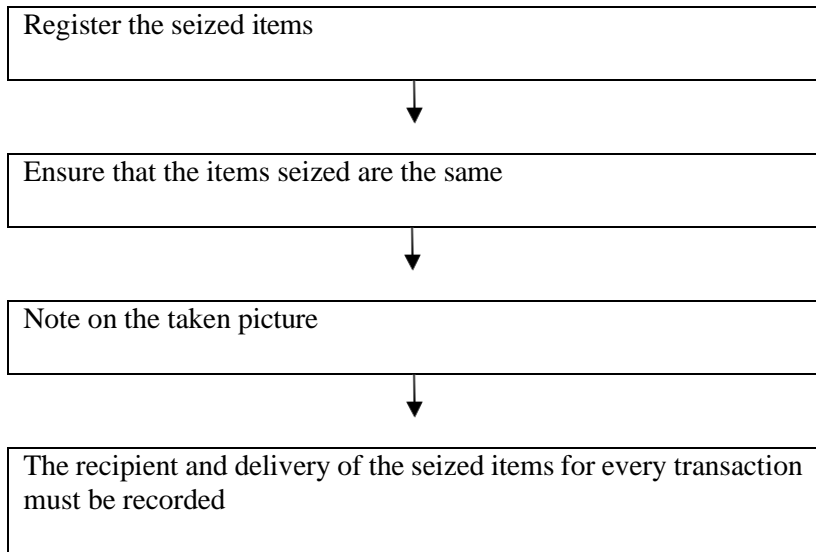 Register the seized items
Ensure that the items seized are the same
Note on the taken picture
The recipient and delivery of the seized items for every transaction
must be recorded